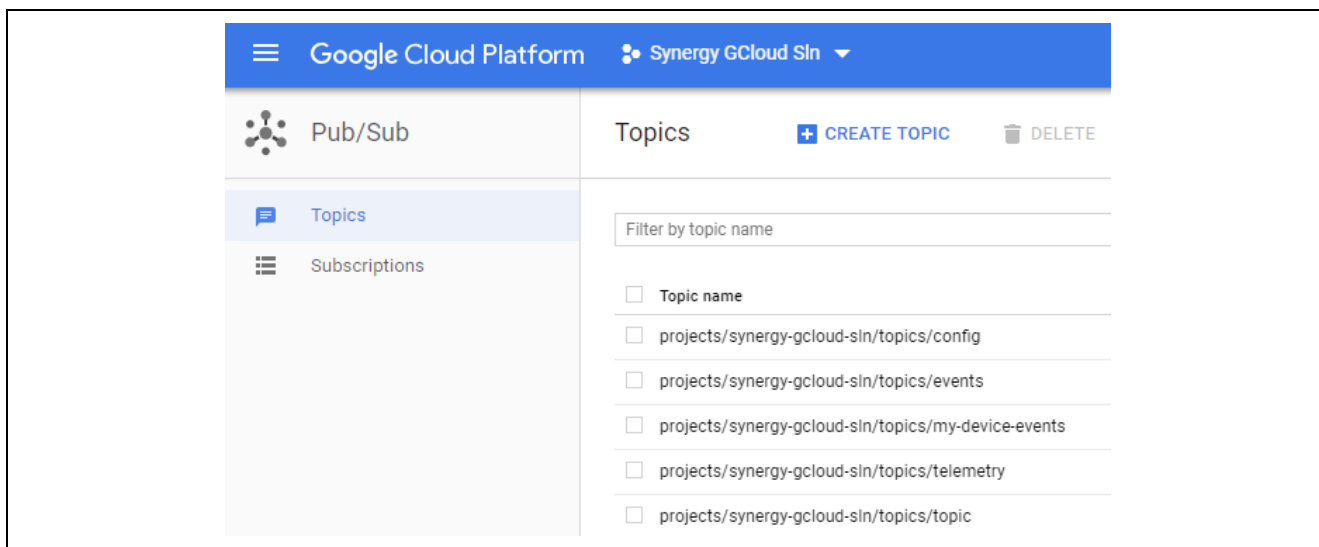 Google Cloud Platform Synergy GCloud Sln
Pub/Sub
Topics CREATE TOPIC DELETE
Topics
Subscriptions
Filter by topic name
Topic name
projects/synergy-gcloud-sln/topics/config
projects/synergy-gcloud-sln/topics/events
projects/synergy-gcloud-sln/topics/my-device-events
projects/synergy-gcloud-sln/topics/telemetry
projects/synergy-gcloud-sln/topics/topic